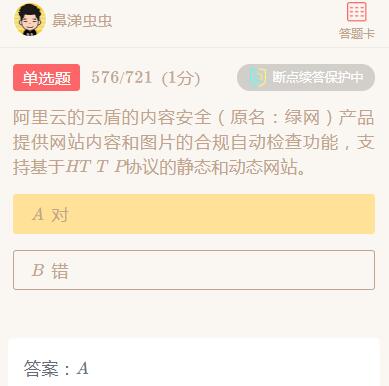 鼻涕虫虫
答题卡
单选题 576/721 (1分) 断点续答保护中
阿里云的云盾的内容安全（原名：绿网）产品
提供网站内容和图片的合规自动检查功能，支
持基于HT T P协议的静态和动态网站。
A 对
B 错
答案：A